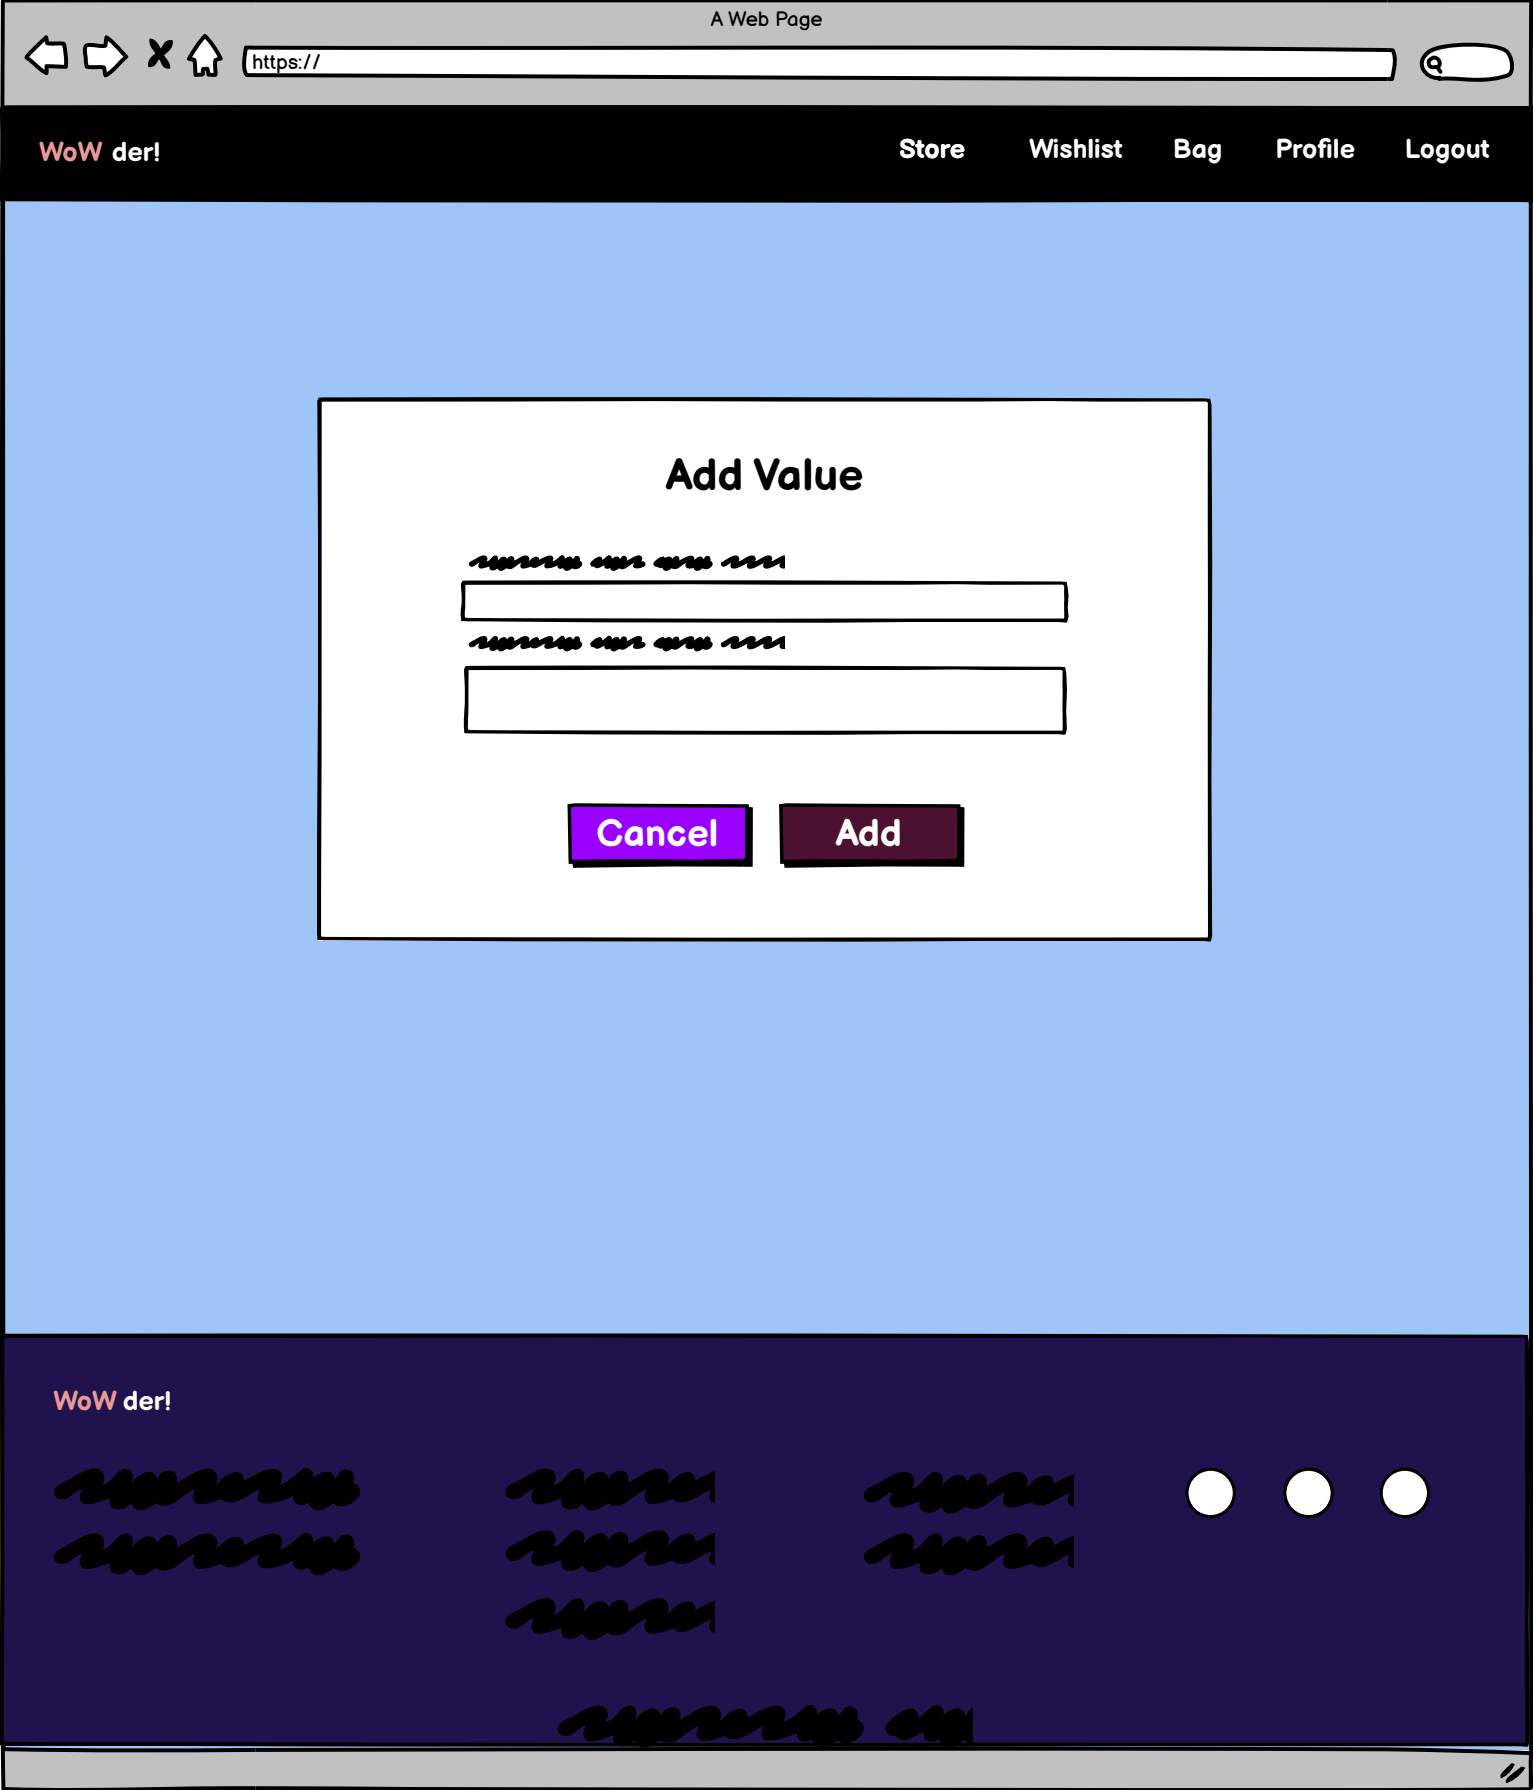 A Web Page
https://
WoW der!
Store Wishlist Bag Profile Logout
Add Value
Cancel Add
WoW der!